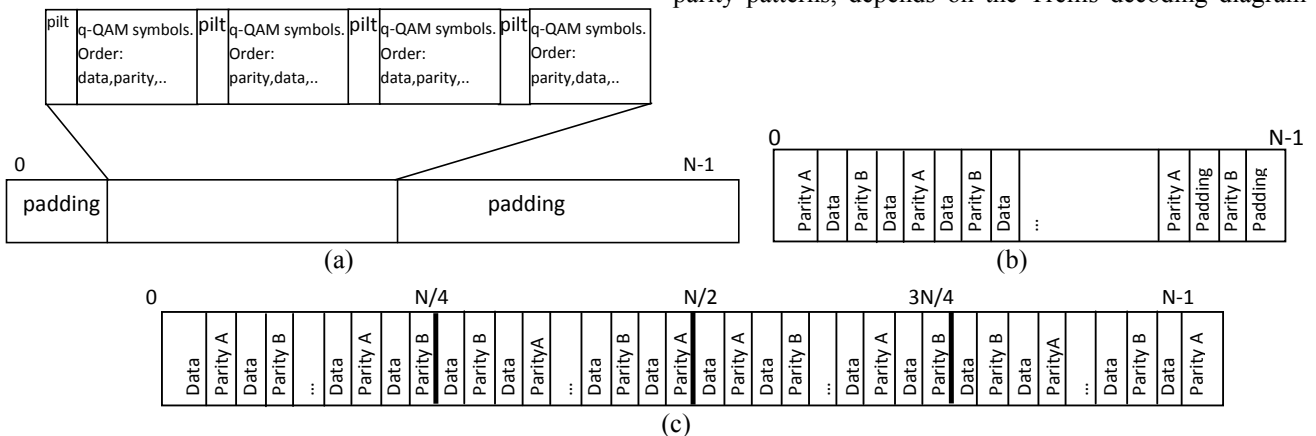 parity patterns, depends on the Trellis decoding diagram
pilt q-QAM symbols. Order: data,parity,..
pilt q-QAM symbols. Order: parity,data,..
pilt q-QAM symbols. Order: data,parity,..
pilt q-QAM symbols. Order: parity,data,..
0 N-1
padding padding
(a)
0 N-1
Parity A Data Parity B Data Parity A Data Parity B Data ... Parity A Padding Parity B Padding
(b)
0 N/4 N/2 3N/4 N-1
Data Parity A Data Parity B ... Data Parity A Data Parity B Data Parity B Data ParityA ... Data Parity B Data Parity A Data Parity A Data Parity B ... Data Parity A Data Parity B Data Parity B Data ParityA ... Data Parity B Data Parity A
(c)